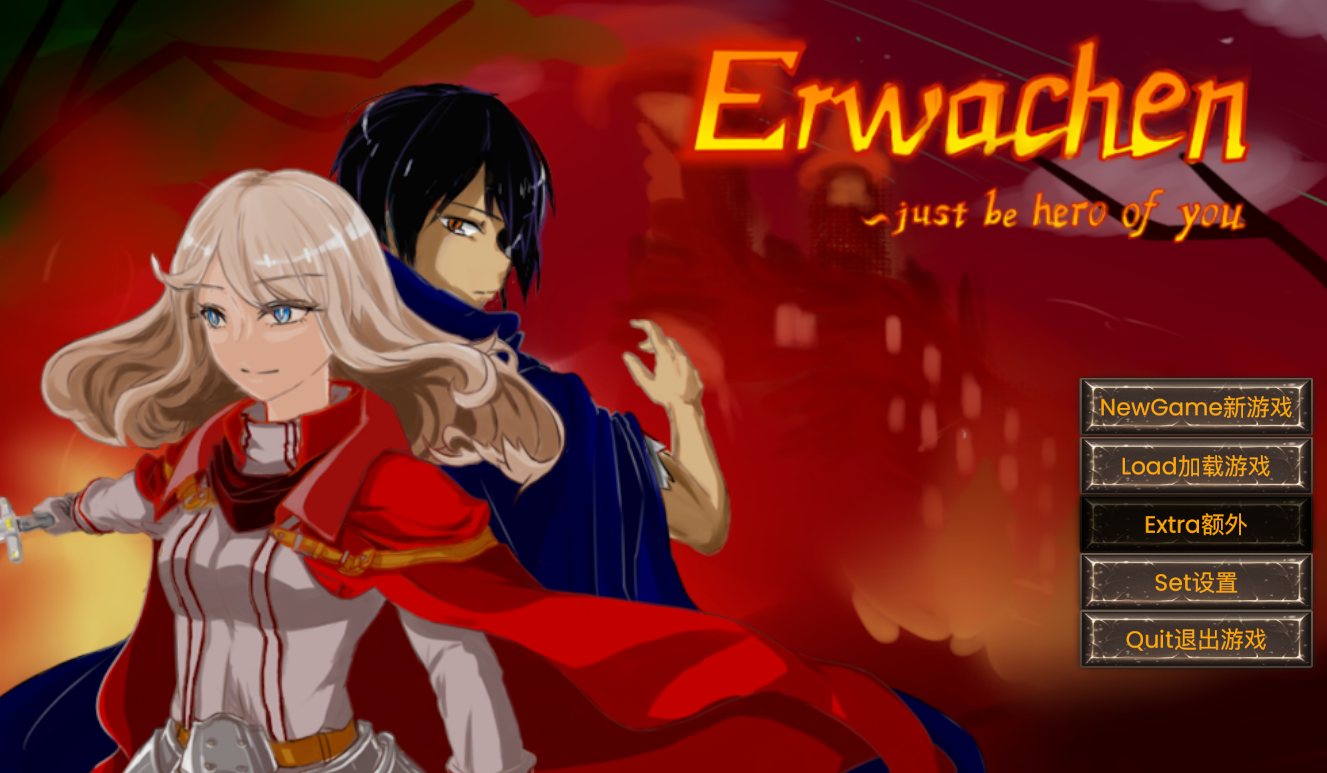 Erwachen
~just be hero of you
NewGame新游戏
Load加载游戏
Extra额外
Set设置
Quit退出游戏